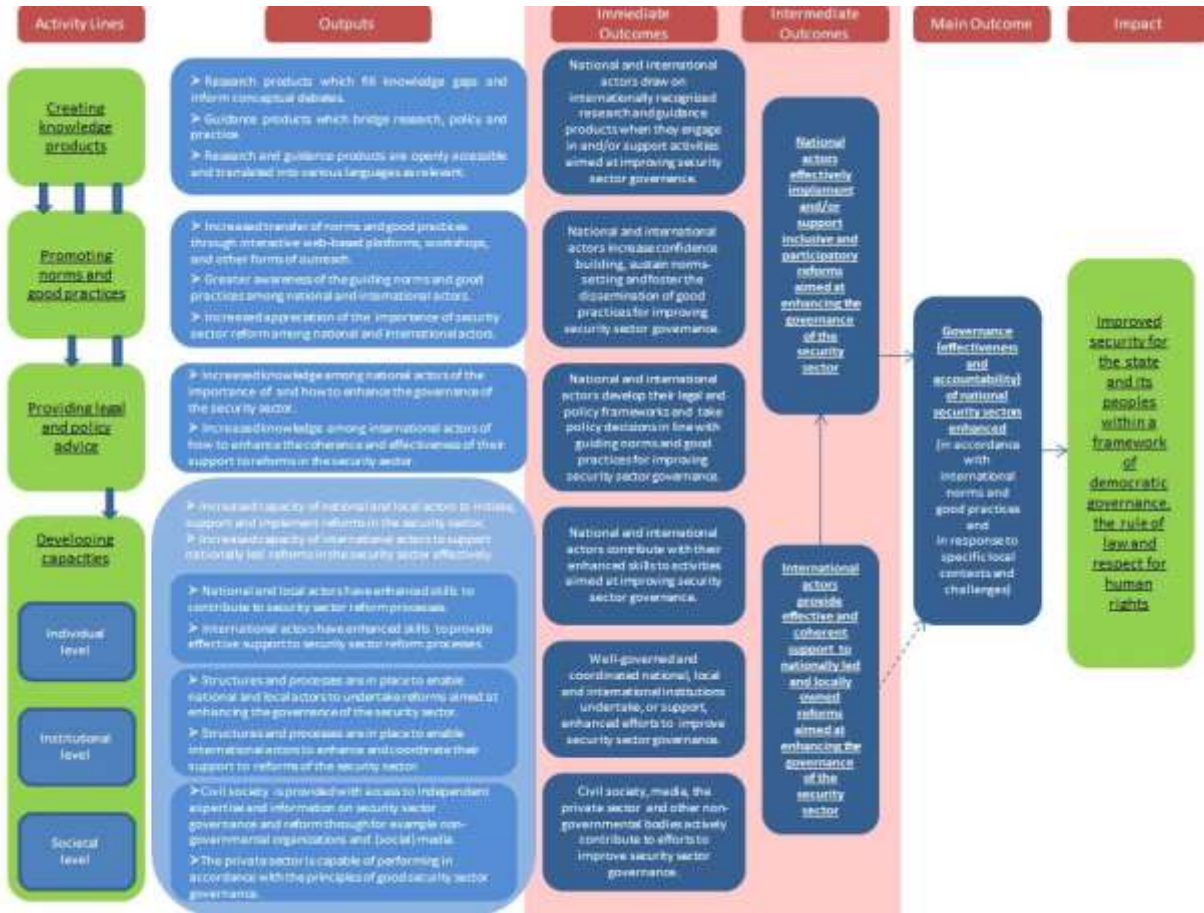 Activity Lines
Outputs
Immediate
Outcomes
Intermediate
Outcomes
Main Outcome
Impact
Creating
knowledge
products
➤ Research products which fill knowledge gaps and
inform conceptual debates.
➤ Guidance products which bridge research, policy and
practice
➤ Research and guidance products are openly accessible
and translated into various languages as relevant.
National and international
actors draw on
internationally recognized
research and guidance
products when they engage
in and/or support activities
aimed at improving security
sector governance.
Promoting
norms and
good practices
➤ Increased transfer of norms and good practices
through interactive web-based platforms, workshops,
and other forms of outreach.
➤ Greater awareness of the guiding norms and good
practices among national and international actors.
➤ Increased appreciation of the importance of security
sector reform among national and international actors.
National and international
actors increase confidence
building, sustain norms-
setting and foster the
dissemination of good
practices for improving
security sector governance.
Providing legal
and policy
advice
➤ Increased knowledge among national actors of the
importance of and how to enhance the governance of
the security sector.
➤ Increased knowledge among international actors of
how to enhance the coherence and effectiveness of their
support to reforms in the security sector
National and international
actors develop their legal and
policy frameworks and take
policy decisions in line with
guiding norms and good
practices for improving
security sector governance.
Developing
capacities
➤ Increased capacity of national and local actors to initiate,
support and implement reforms in the security sector.
➤ Increased capacity of international actors to support
nationally led reforms in the security sector effectively.
Individual
level
➤ National and local actors have enhanced skills to
contribute to security sector reform processes.
➤ International actors have enhanced skills to provide
effective support to security sector reform processes.
National and international
actors contribute with their
enhanced skills to activities
aimed at improving security
sector governance.
Institutional
level
➤ Structures and processes are in place to enable
national and local actors to undertake reforms aimed at
enhancing the governance of the security sector.
➤ Structures and processes are in place to enable
international actors to enhance and coordinate their
support to reforms of the security sector
Well-governed and
coordinated national, local
and international institutions
undertake, or support,
enhanced efforts to improve
security sector governance.
Societal
level
➤ Civil society is provided with access to independent
expertise and information on security sector
governance and reform through for example non-
governmental organizations and (social) media.
➤ The private sector is capable of performing in
accordance with the principles of good security sector
governance.
Civil society, media, the
private sector and other non-
governmental bodies actively
contribute to efforts to
improve security sector
governance.
National
actors
effectively
implement
and/or
support
inclusive and
participatory
reforms
aimed at
enhancing the
governance
of the
security
sector
International
actors
provide
effective and
coherent
support to
nationally led
and locally
owned
reforms
aimed at
enhancing the
governance
of the
security
sector
Governance
(effectiveness
and
accountability)
of national
security sectors
enhanced
(in accordance
with
international
norms and
good practices
and
in response to
specific local
contexts and
challenges)
Improved
security for
the state
and its
peoples
within a
framework
of
democratic
governance,
the rule of
law and
respect for
human
rights